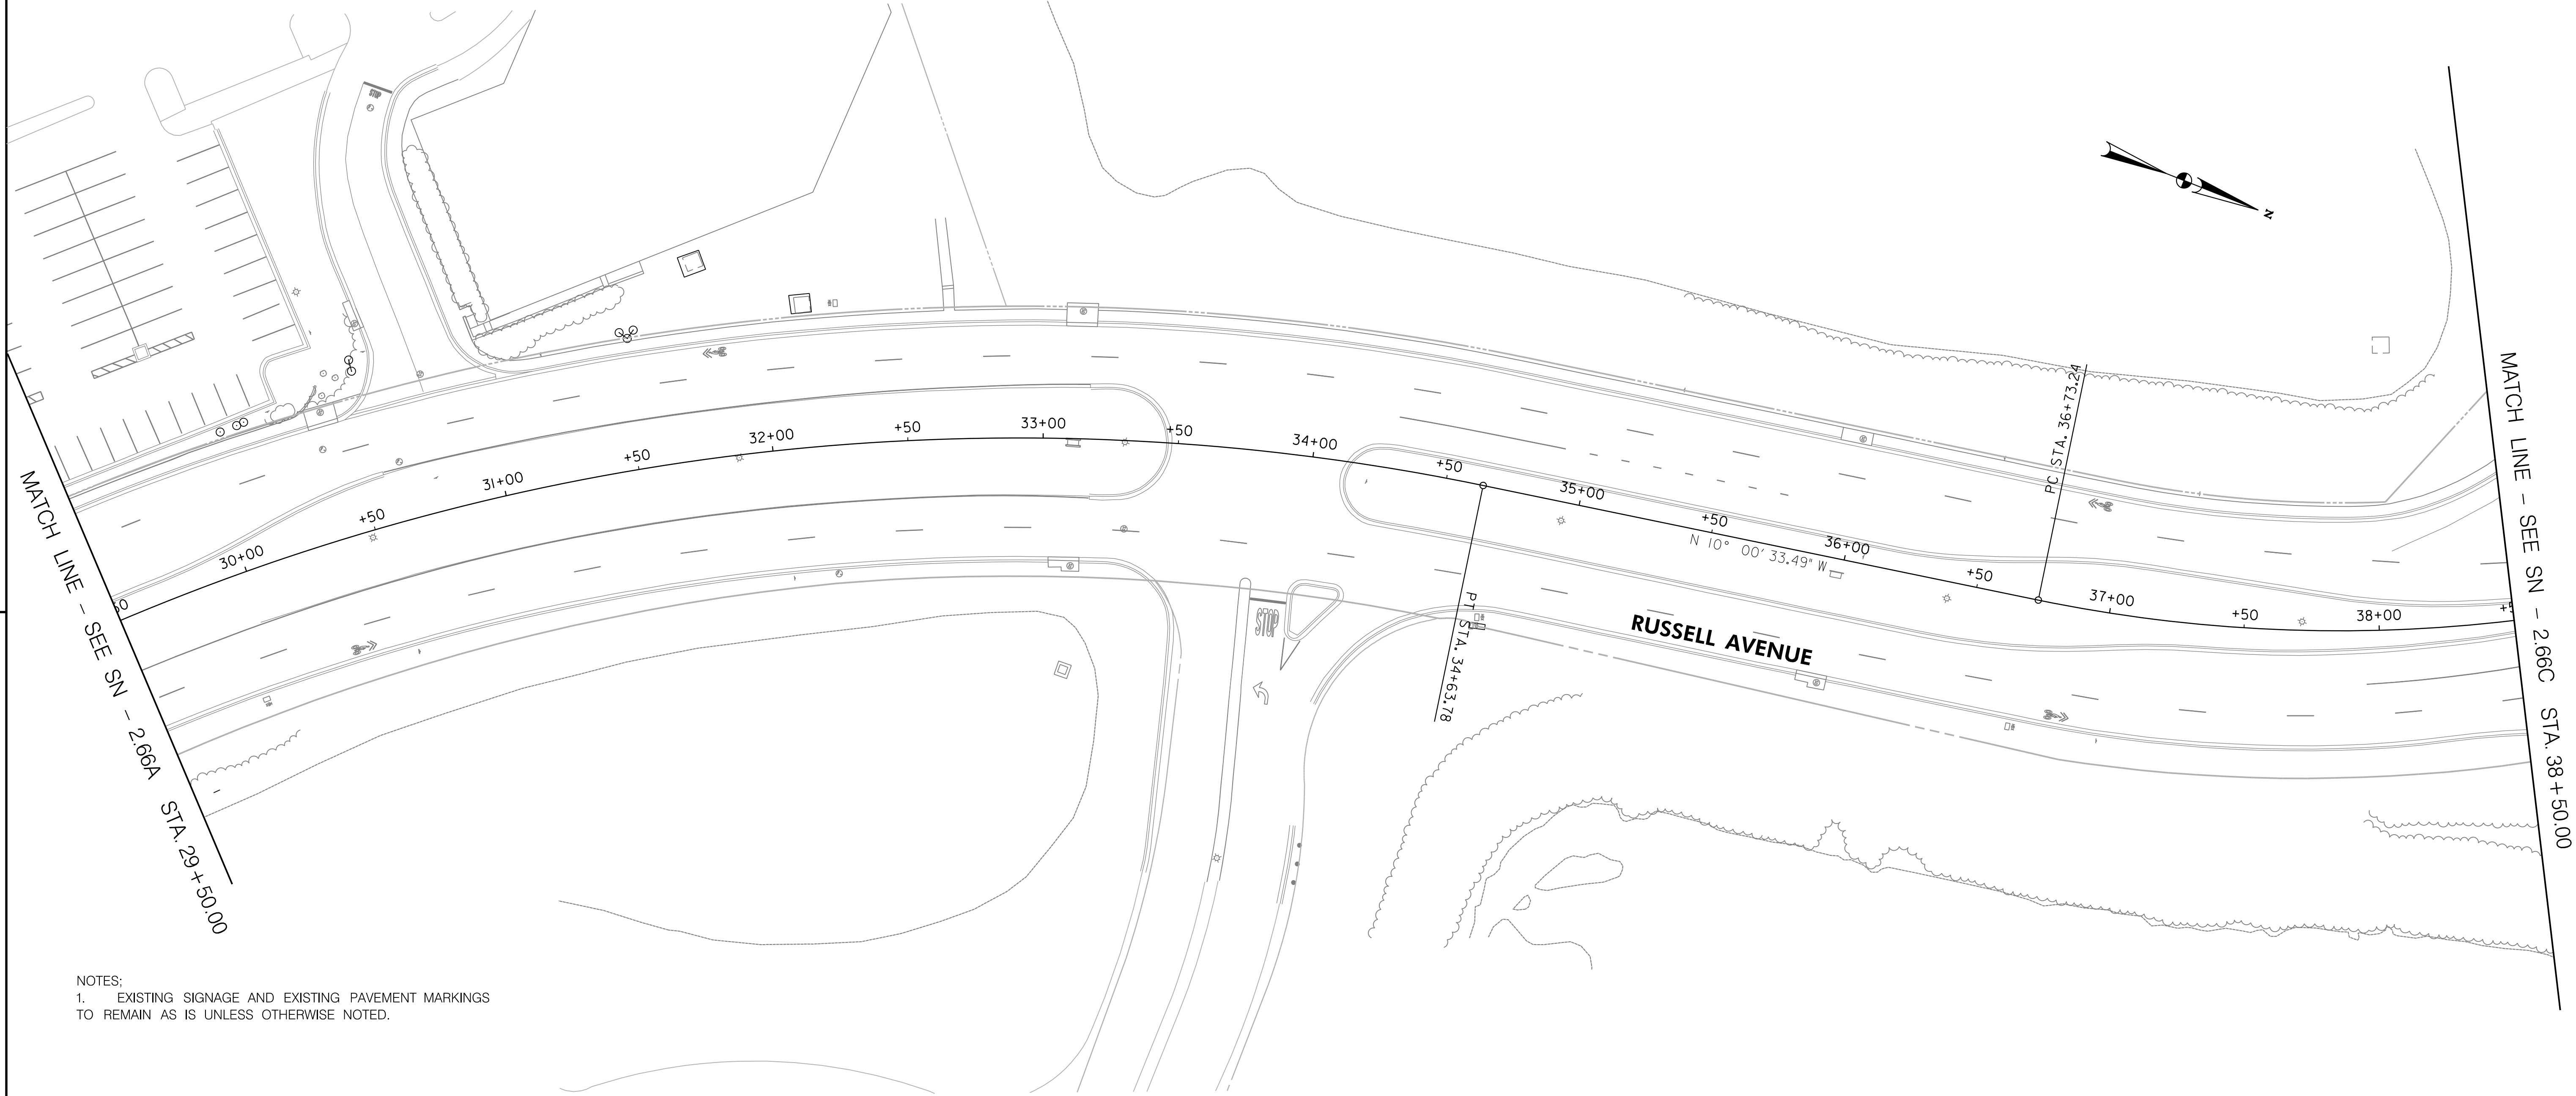 STOP
N
MATCH LINE - SEE SN - 2.66A STA. 29+50.00
50
30+00
+50
31+00
+50
32+00
+50
33+00
+50
34+00
+50
35+00
+50
36+00
+50
37+00
+50
38+00
+5
PT STA. 34+63.78
N 10° 00' 33.49" W
PC STA. 36+73.24
RUSSELL AVENUE
STOP
MATCH LINE - SEE SN - 2.66C STA. 38+50.00
NOTES;
1. EXISTING SIGNAGE AND EXISTING PAVEMENT MARKINGS
TO REMAIN AS IS UNLESS OTHERWISE NOTED.